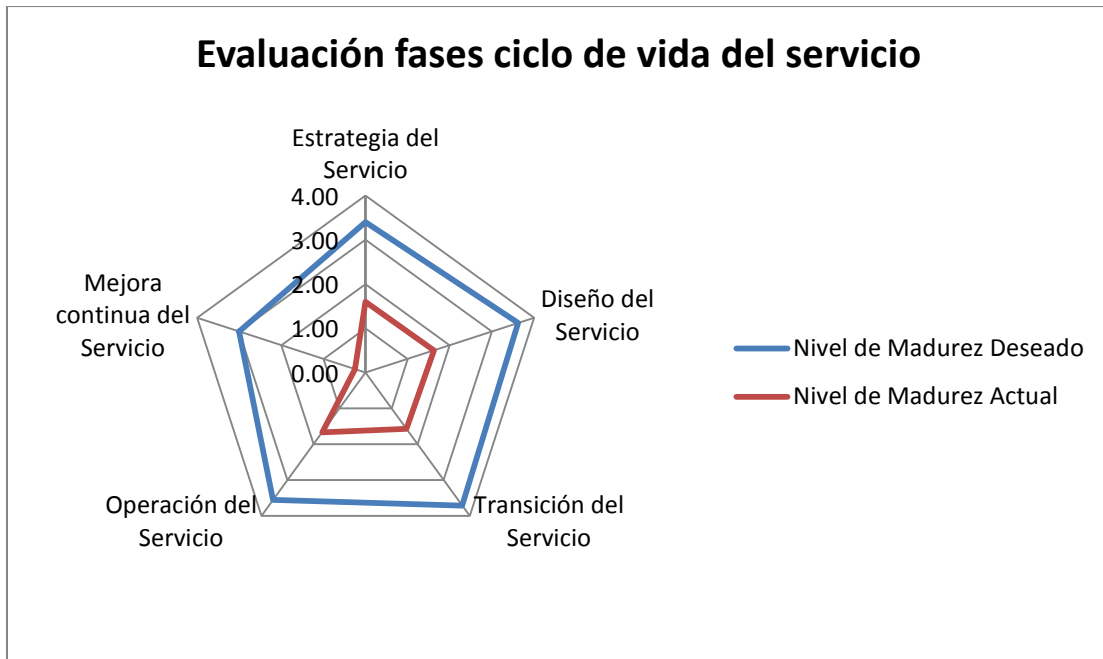 Evaluación fases ciclo de vida del servicio
Estrategia del
Servicio
4.00
3.00
2.00
1.00
0.00
Diseño del
Servicio
Transición del
Servicio
Operación del
Servicio
Mejora
continua del
Servicio
Nivel de Madurez Deseado
Nivel de Madurez Actual